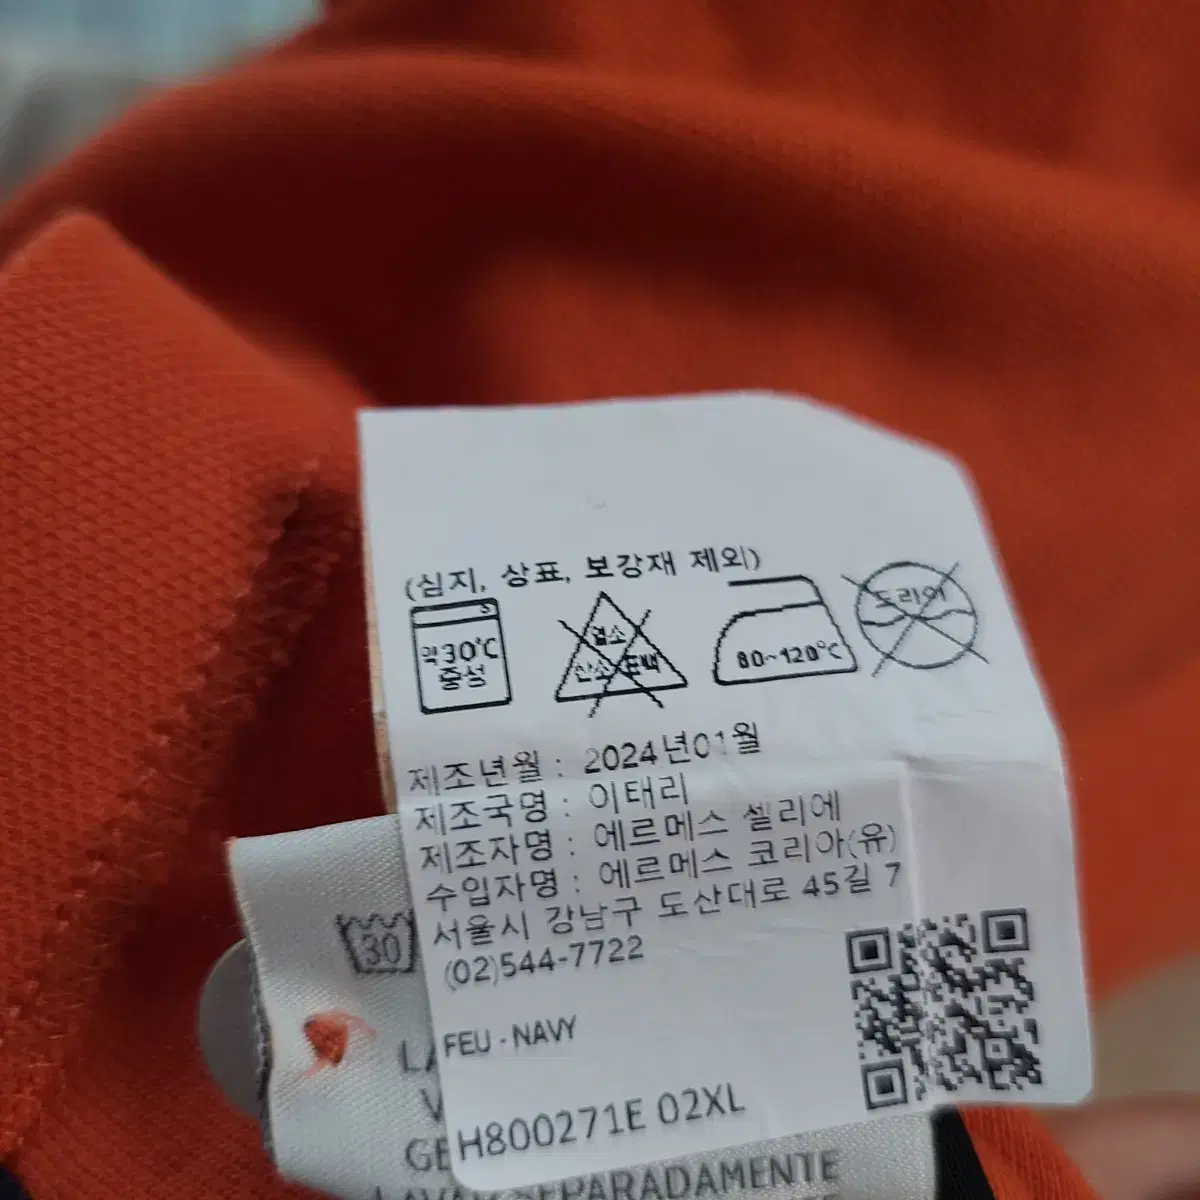 (심지, 상표, 보강재 제외)
약 30℃
중성
염소
산소 표백
80~120℃
드라이
제조년월 : 2024년01월
제조국명 : 이태리
제조자명 : 에르메스 셀리에
수입자명 : 에르메스 코리아(유)
서울시 강남구 도산대로 45길 7
(02)544-7722
30
FEU - NAVY
H800271E 02XL
SEPARADAMENTE